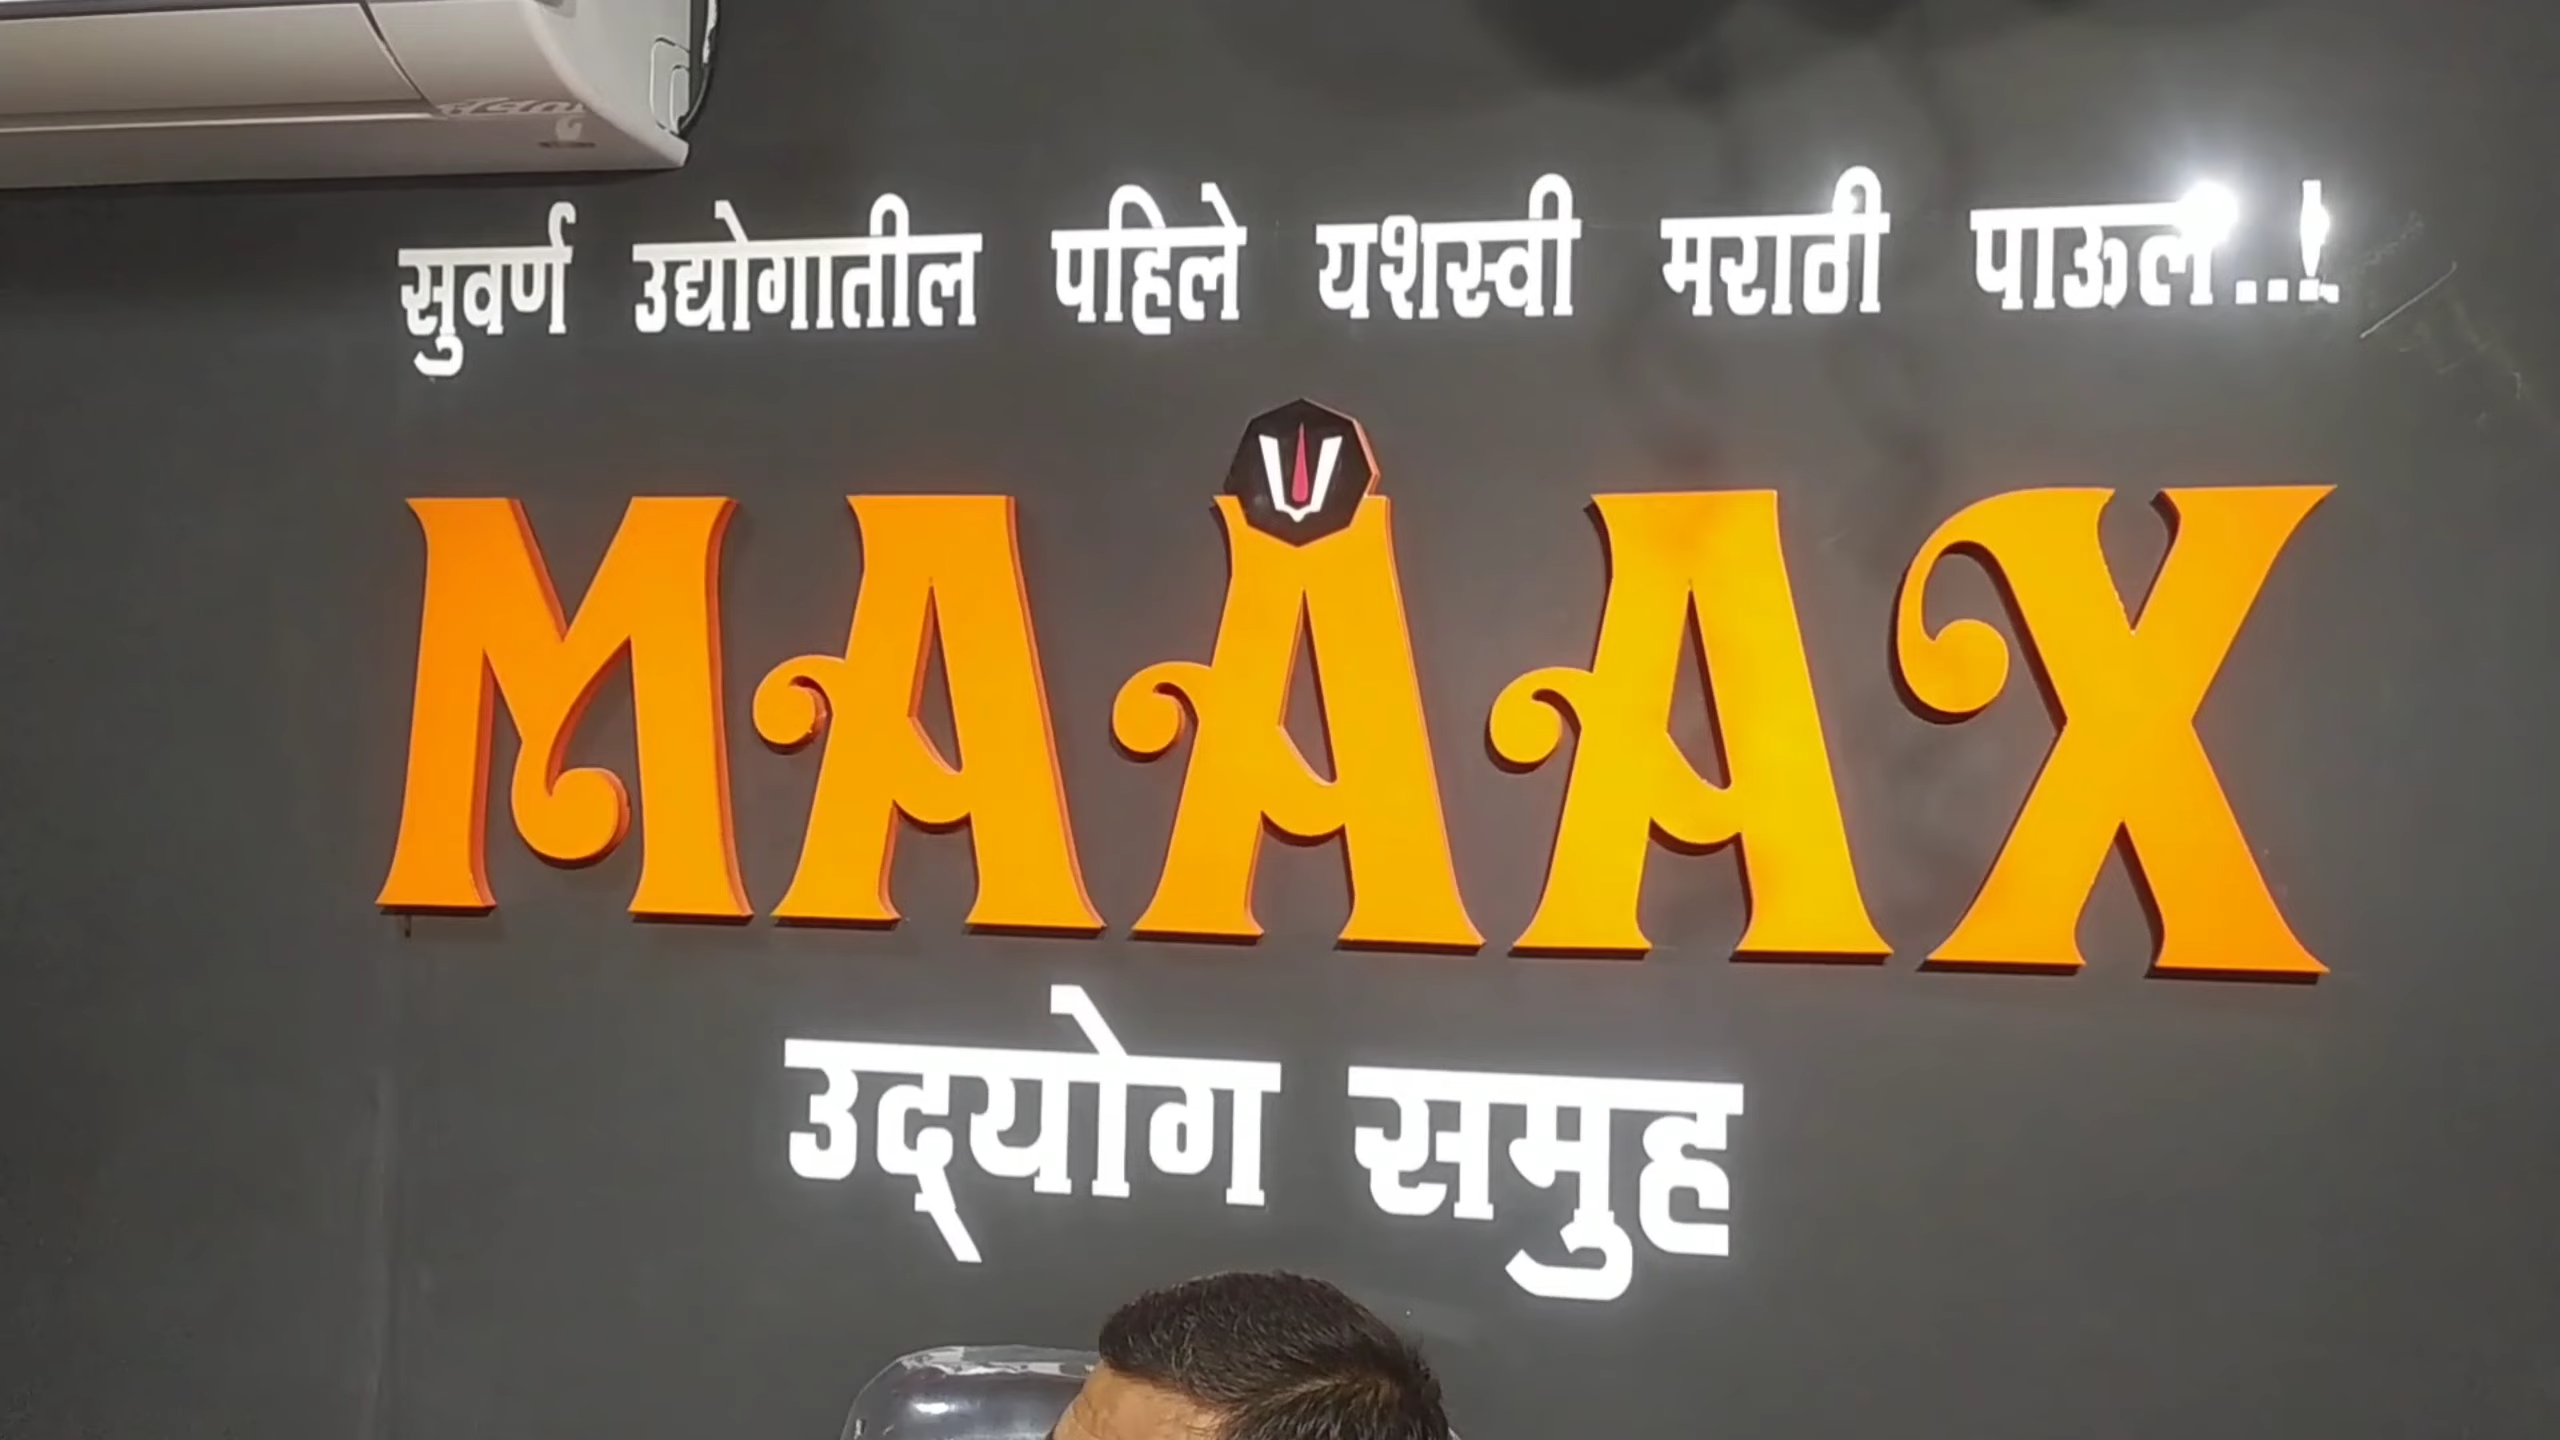 सुवर्ण उद्योगातील पहिले यशस्वी मराठी पाऊल...!
MAAAX
उद्‌योग समुह